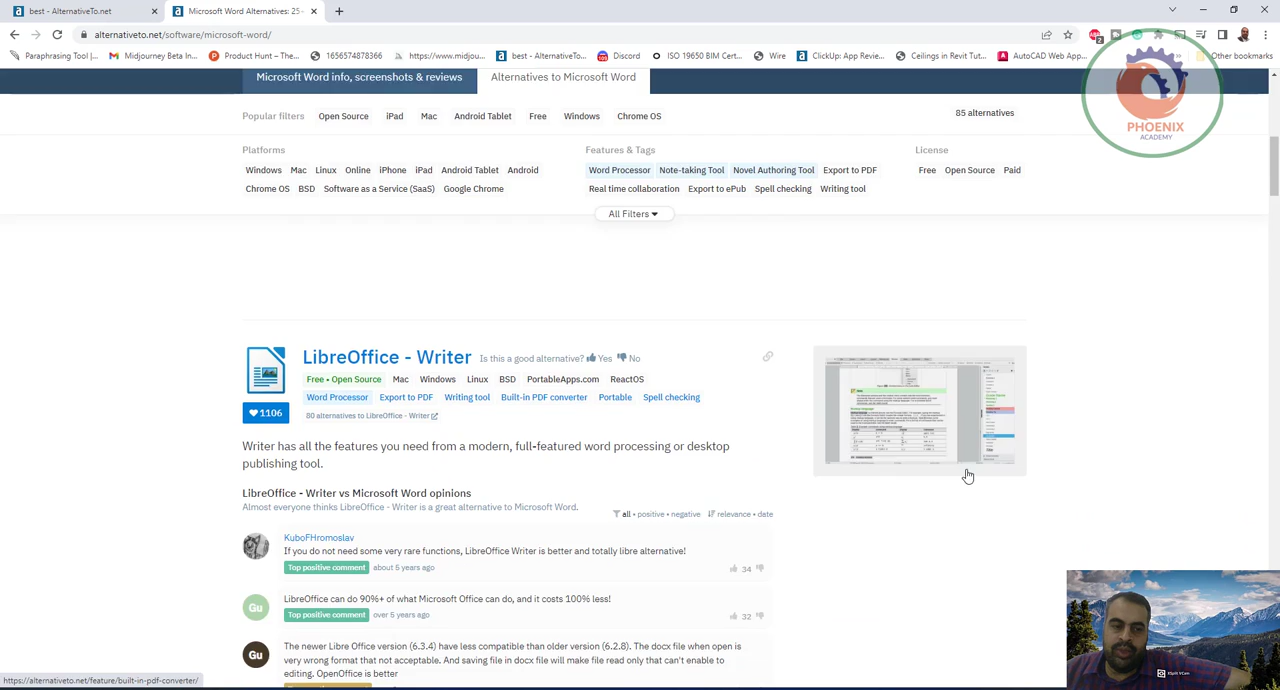 best - AlternativeTo.net
Microsoft Word Alternatives: 25
alternativeto.net/software/microsoft-word/
Paraphrasing Tool |...
Midjourney Beta In...
Product Hunt – The...
1656574878366
https://www.midjou...
best - AlternativeTo...
Discord
ISO 19650 BIM Cert...
Wire
ClickUp: App Revie...
Ceilings in Revit Tut...
AutoCAD Web App...
Other bookmarks
Microsoft Word info, screenshots & reviews
Alternatives to Microsoft Word
PHOENIX
ACADEMY
Popular filters Open Source iPad Mac Android Tablet Free Windows Chrome OS
85 alternatives
Platforms
Windows Mac Linux Online iPhone iPad Android Tablet Android
Chrome OS BSD Software as a Service (SaaS) Google Chrome
Features & Tags
Word Processor Note-taking Tool Novel Authoring Tool Export to PDF
Real time collaboration Export to ePub Spell checking Writing tool
License
Free Open Source Paid
All Filters
LibreOffice - Writer Is this a good alternative? Yes No
Free • Open Source Mac Windows Linux BSD PortableApps.com ReactOS
Word Processor Export to PDF Writing tool Built-in PDF converter Portable Spell checking
1106
80 alternatives to LibreOffice - Writer
Writer has all the features you need from a modern, full-featured word processing or desktop
publishing tool.
LibreOffice - Writer vs Microsoft Word opinions
Almost everyone thinks LibreOffice - Writer is a great alternative to Microsoft Word.
all • positive • negative relevance • date
KuboFHromoslav
If you do not need some very rare functions, LibreOffice Writer is better and totally libre alternative!
Top positive comment about 5 years ago
34
Gu
LibreOffice can do 90%+ of what Microsoft Office can do, and it costs 100% less!
Top positive comment over 5 years ago
32
Gu
The newer Libre Office version (6.3.4) have less compatible than older version (6.2.8). The docx file when open is
very wrong format that not acceptable. And saving file in docx file will make file read only that can't enable to
editing. OpenOffice is better
https://alternativeto.net/feature/built-in-pdf-converter/
XSplit VCam